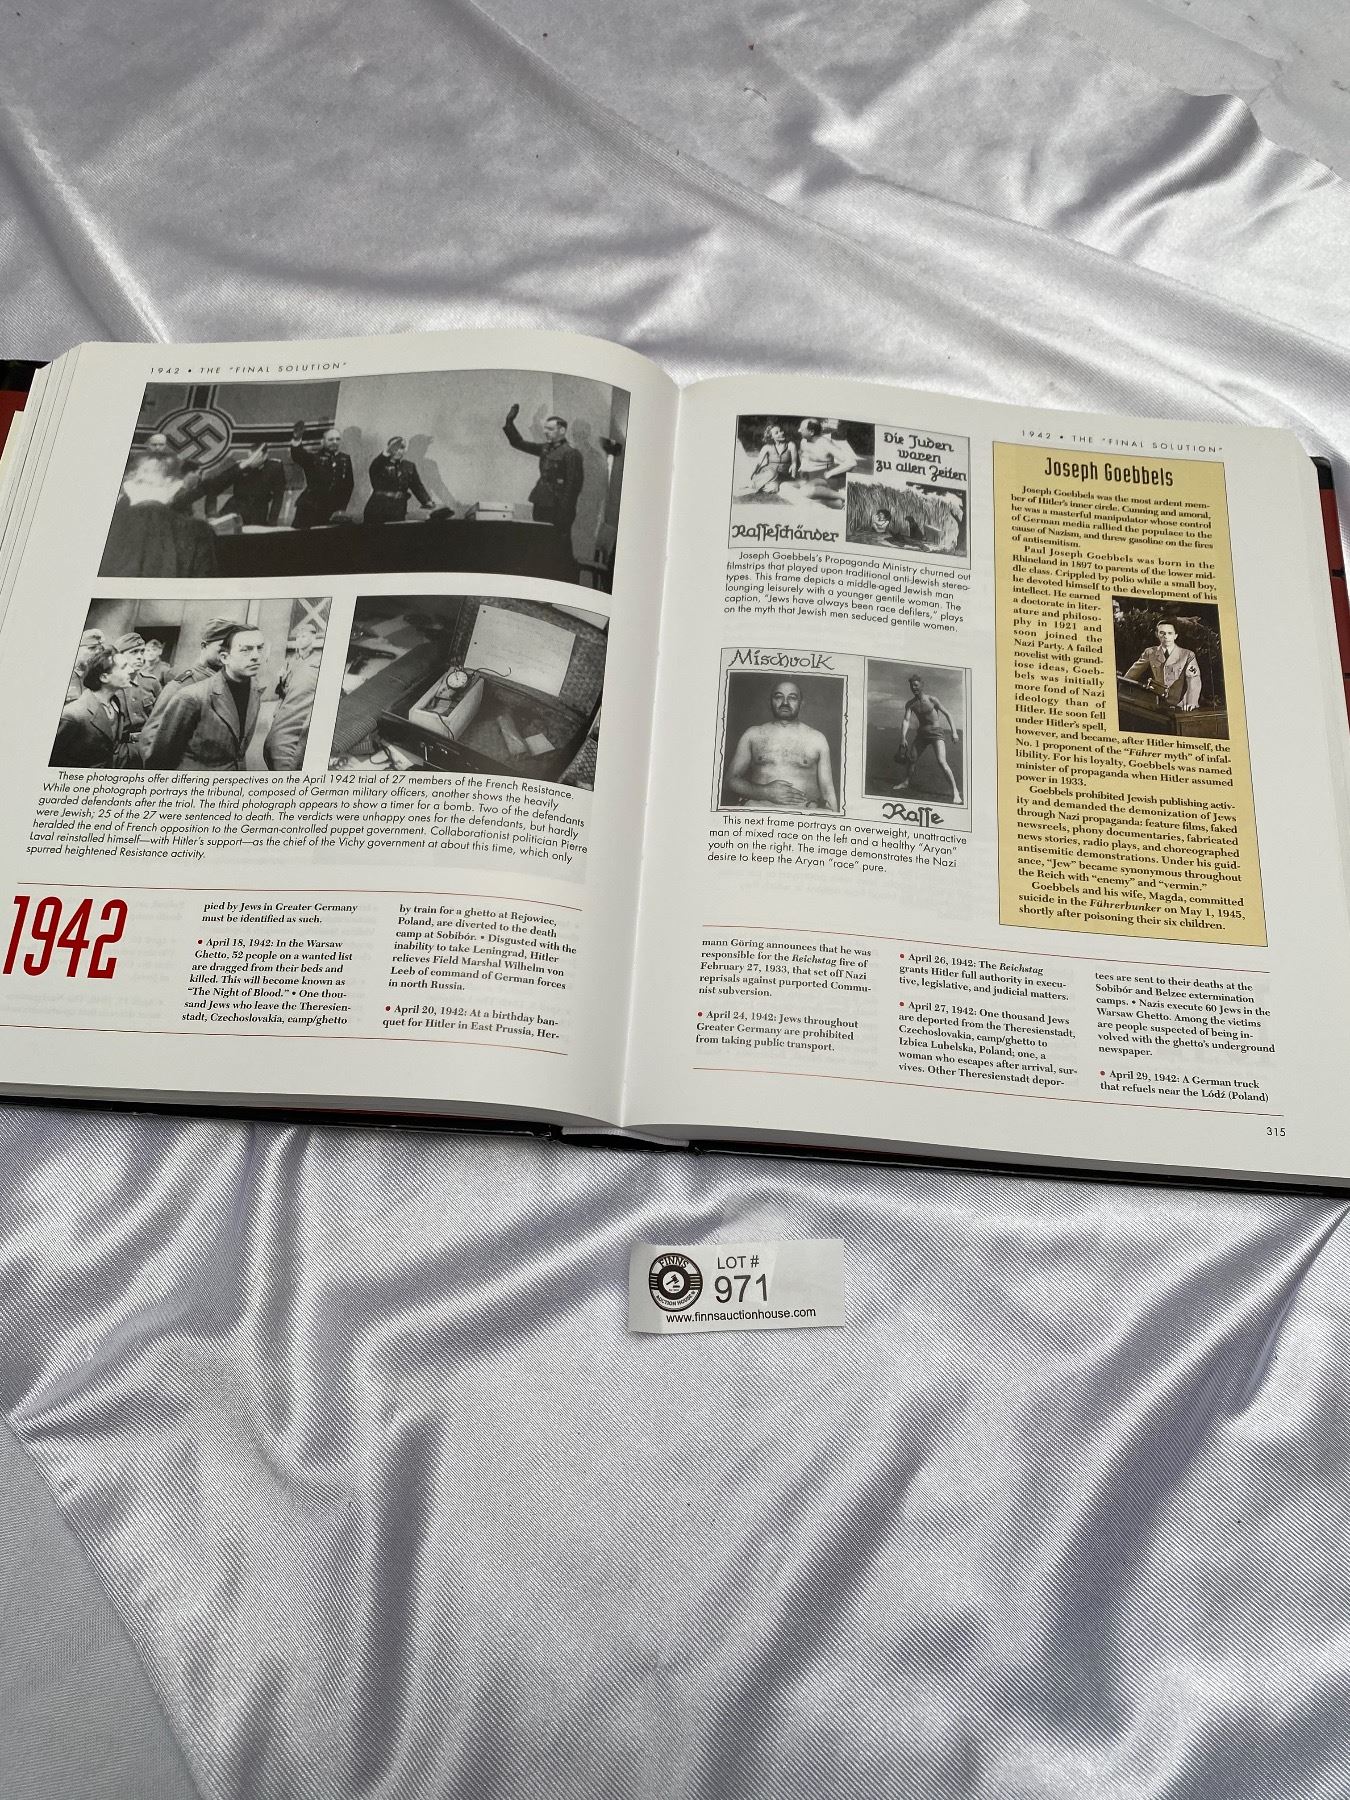 1942 • THE "FINAL SOLUTION"
These photographs offer differing perspectives on the April 1942 trial of 27 members of the French Resistance.
While one photograph portrays the tribunal, composed of German military officers, another shows the heavily
guarded defendants after the trial. The third photograph appears to show a timer for a bomb. Two of the defendants
were Jewish; 25 of the 27 were sentenced to death. The verdicts were unhappy ones for the defendants, but hardly
heralded the end of French opposition to the German-controlled puppet government. Collaborationist politician Pierre
Laval reinstalled himself—with Hitler's support—as the chief of the Vichy government at about this time, which only
spurred heightened Resistance activity.
1942
pied by Jews in Greater Germany
must be identified as such.
• April 18, 1942: In the Warsaw
Ghetto, 52 people on a wanted list
are dragged from their beds and
killed. This will become known as
"The Night of Blood." • One thou-
sand Jews who leave the Theresien-
stadt, Czechoslovakia, camp/ghetto
by train for a ghetto at Rejowiec,
Poland, are diverted to the death
camp at Sobibór. • Disgusted with the
inability to take Leningrad, Hitler
relieves Field Marshal Wilhelm von
Leeb of command of German forces
in north Russia.
• April 20, 1942: At a birthday ban-
quet for Hitler in East Prussia, Her-
1942 • THE "FINAL SOLUTION"
Die Juden
waren
zu allen Zeiten
Rasseschänder
Joseph Goebbels's Propaganda Ministry churned out
filmstrips that played upon traditional anti-Jewish stereo-
types. This frame depicts a middle-aged Jewish man
lounging leisurely with a younger gentile woman. The
caption, "Jews have always been race defilers," plays
on the myth that Jewish men seduced gentile women.
Mischvolk
Rasse
This next frame portrays an overweight, unattractive
man of mixed race on the left and a healthy "Aryan"
youth on the right. The image demonstrates the Nazi
desire to keep the Aryan "race" pure.
Joseph Goebbels
Joseph Goebbels was the most ardent mem-
ber of Hitler's inner circle. Cunning and amoral,
he was a masterful manipulator whose control
of German media rallied the populace to the
cause of Nazism, and threw gasoline on the fires
of antisemitism.
Paul Joseph Goebbels was born in the
Rhineland in 1897 to parents of the lower mid-
dle class. Crippled by polio while a small boy,
he devoted himself to the development of his
intellect. He earned
a doctorate in liter-
ature and philoso-
phy in 1921 and
soon joined the
Nazi Party. A failed
novelist with grand-
iose ideas, Goeb-
bels was initially
more fond of Nazi
ideology than of
Hitler. He soon fell
under Hitler's spell,
however, and became, after Hitler himself, the
No. 1 proponent of the "Führer myth" of infal-
libility. For his loyalty, Goebbels was named
minister of propaganda when Hitler assumed
power in 1933.
Goebbels prohibited Jewish publishing activ-
ity and demanded the demonization of Jews
through Nazi propaganda: feature films, faked
newsreels, phony documentaries, fabricated
news stories, radio plays, and choreographed
antisemitic demonstrations. Under his guid-
ance, "Jew" became synonymous throughout
the Reich with "enemy" and "vermin."
Goebbels and his wife, Magda, committed
suicide in the Führerbunker on May 1, 1945,
shortly after poisoning their six children.
mann Göring announces that he was
responsible for the Reichstag fire of
February 27, 1933, that set off Nazi
reprisals against purported Commu-
nist subversion.
• April 24, 1942: Jews throughout
Greater Germany are prohibited
from taking public transport.
• April 26, 1942: The Reichstag
grants Hitler full authority in execu-
tive, legislative, and judicial matters.
• April 27, 1942: One thousand Jews
are deported from the Theresienstadt,
Czechoslovakia, camp/ghetto to
Izbica Lubelska, Poland; one, a
woman who escapes after arrival, sur-
vives. Other Theresienstadt depor-
tees are sent to their deaths at the
Sobibór and Belzec extermination
camps. • Nazis execute 60 Jews in the
Warsaw Ghetto. Among the victims
are people suspected of being in-
volved with the ghetto's underground
newspaper.
• April 29, 1942: A German truck
that refuels near the Lódź (Poland)
315
FINNS
AUCTION HOUSE
LOT #
971
www.finnsauctionhouse.com